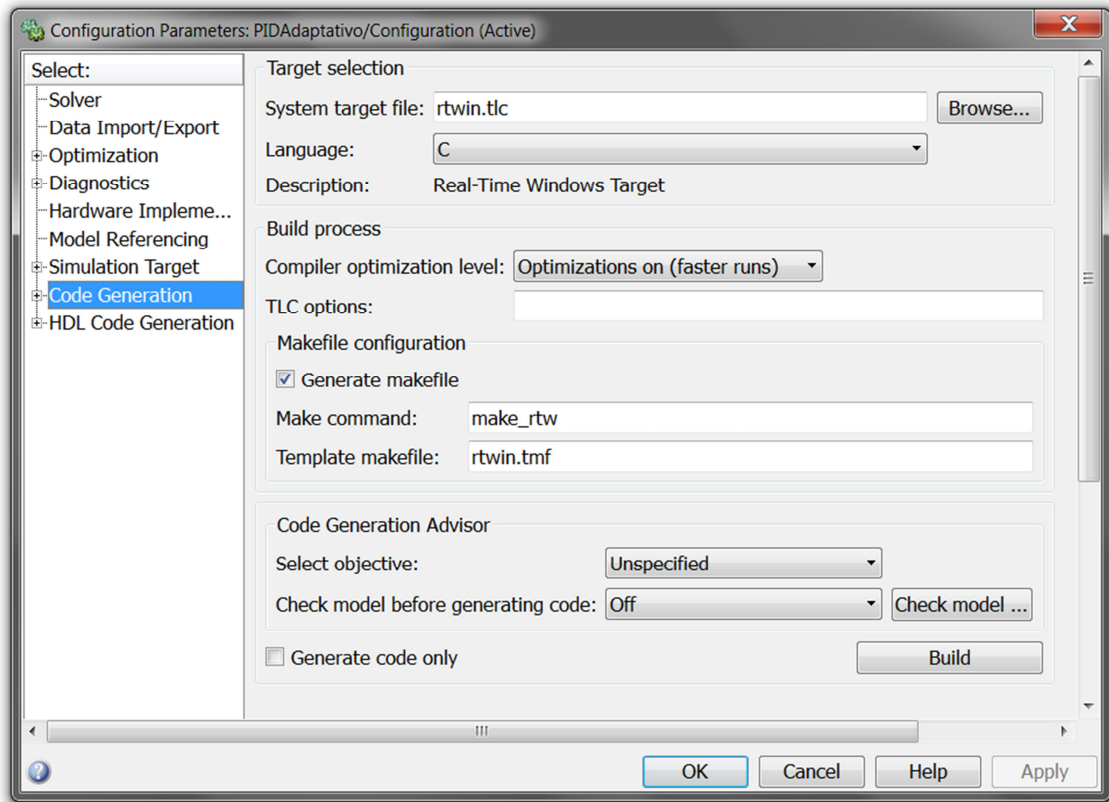 Configuration Parameters: PIDAdaptativo/Configuration (Active)
Select:
Solver
Data Import/Export
Optimization
Diagnostics
Hardware Impleme...
Model Referencing
Simulation Target
Code Generation
HDL Code Generation
Target selection
System target file: rtwin.tlc Browse...
Language: C
Description: Real-Time Windows Target
Build process
Compiler optimization level: Optimizations on (faster runs)
TLC options:
Makefile configuration
Generate makefile
Make command: make_rtw
Template makefile: rtwin.tmf
Code Generation Advisor
Select objective: Unspecified
Check model before generating code: Off Check model ...
Generate code only Build
OK Cancel Help Apply